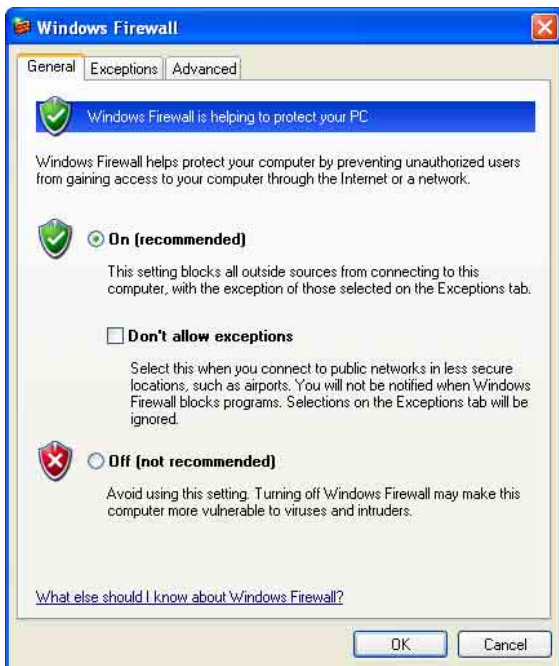 Windows Firewall
General Exceptions Advanced
Windows Firewall is helping to protect your PC
Windows Firewall helps protect your computer by preventing unauthorized users
from gaining access to your computer through the Internet or a network.
On (recommended)
This setting blocks all outside sources from connecting to this
computer, with the exception of those selected on the Exceptions tab.
Don't allow exceptions
Select this when you connect to public networks in less secure
locations, such as airports. You will not be notified when Windows
Firewall blocks programs. Selections on the Exceptions tab will be
ignored.
Off (not recommended)
Avoid using this setting. Turning off Windows Firewall may make this
computer more vulnerable to viruses and intruders.
What else should I know about Windows Firewall?
OK Cancel